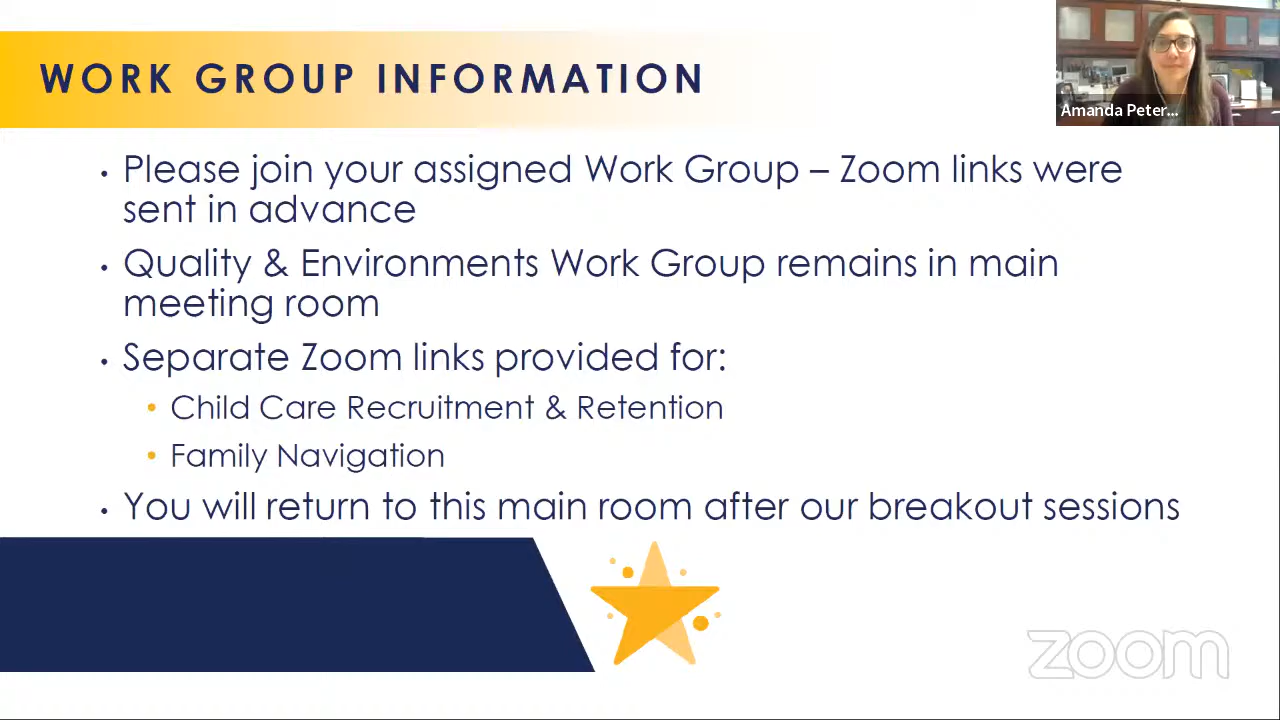 WORK GROUP INFORMATION
Amanda Peter...
• Please join your assigned Work Group – Zoom links were
sent in advance
• Quality & Environments Work Group remains in main
meeting room
• Separate Zoom links provided for:
• Child Care Recruitment & Retention
• Family Navigation
• You will return to this main room after our breakout sessions
zoom